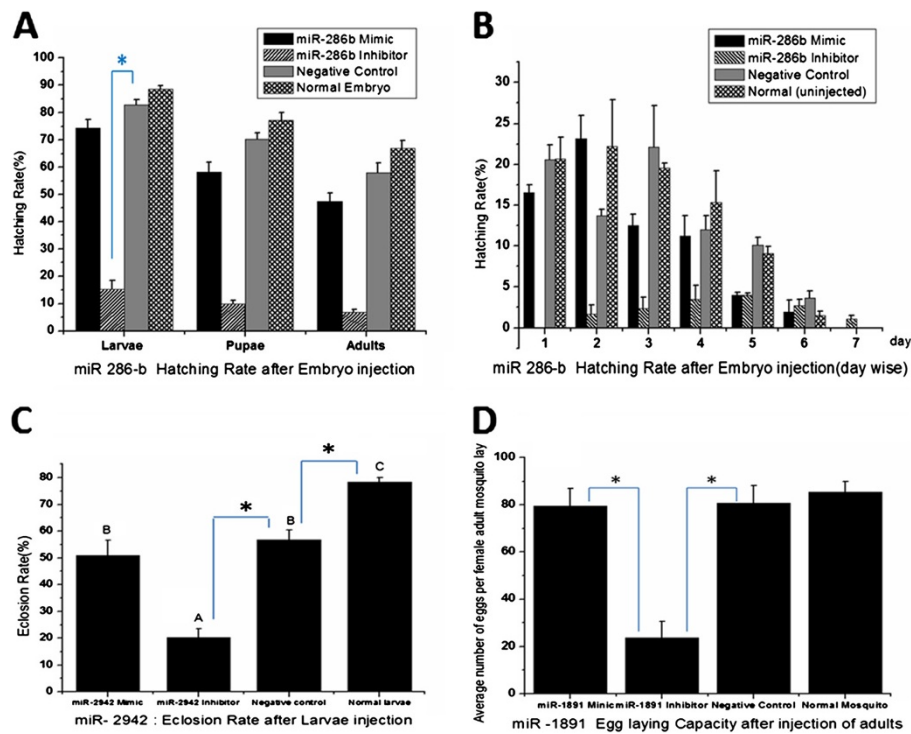 A
miR-286b Mimic
miR-286b Inhibitor
Negative Control
Normal Embryo
*
100
90
80
70
60
50
40
30
20
10
0
Hatching Rate(%)
Larvae Pupae Adults
miR 286-b Hatching Rate after Embryo injection
B
miR-286b Mimic
miR-286b Inhibitor
Negative Control
Normal (uninjected)
30
25
20
15
10
5
0
Hatching Rate(%)
1 2 3 4 5 6 7 day
miR 286-b Hatching Rate after Embryo injection(day wise)
C
80
70
60
50
40
30
20
10
0
Eclosion Rate(%)
B A B C
* *
miR-2942 Mimic miR-2942 Inhibitor Negative control Normal larvae
miR- 2942 : Eclosion Rate after Larvae injection
D
100
80
60
40
20
0
Average number of eggs per female adult mosquito lay
* *
miR-1891 Minic miR-1891 Inhibitor Negative Control Normal Mosquito
miR -1891 Egg laying Capacity after injection of adults